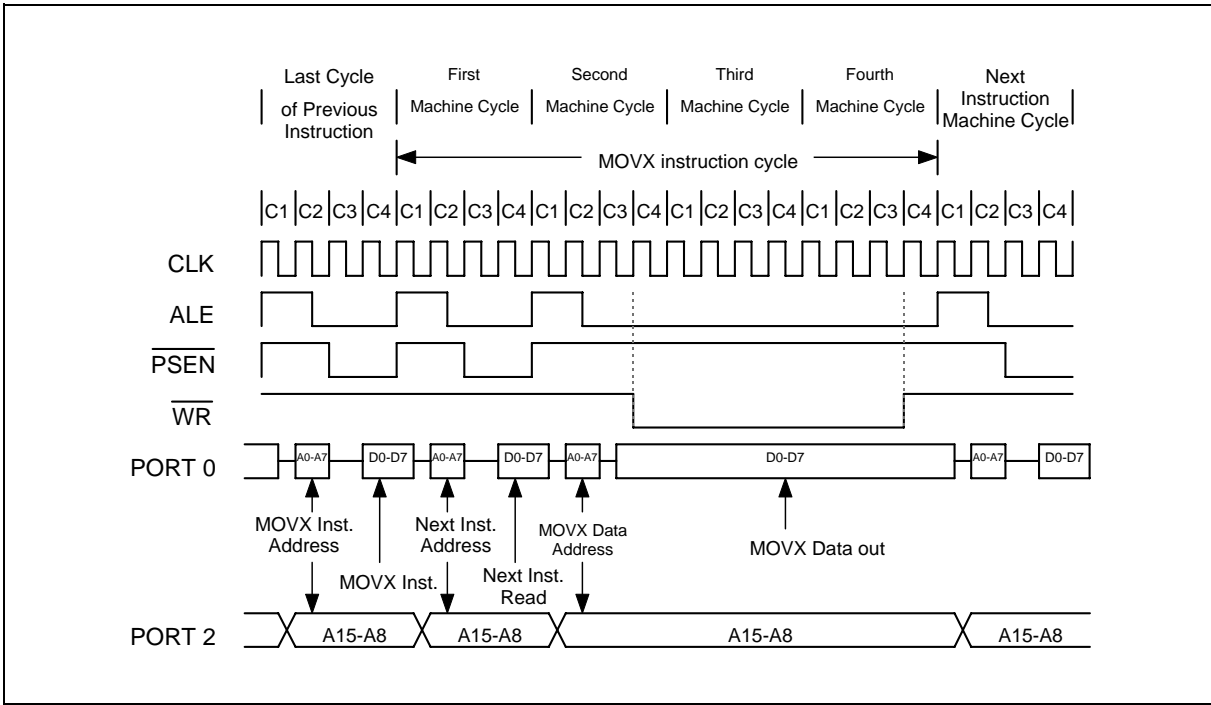 Last Cycle
of Previous
Instruction
First
Machine Cycle
Second
Machine Cycle
Third
Machine Cycle
Fourth
Machine Cycle
Next
Instruction
Machine Cycle
MOVX instruction cycle
C1 C2 C3 C4 C1 C2 C3 C4 C1 C2 C3 C4 C1 C2 C3 C4 C1 C2 C3 C4 C1 C2 C3 C4
CLK
ALE
PSEN
WR
PORT 0
A0-A7 D0-D7 A0-A7 D0-D7 A0-A7 D0-D7 A0-A7 D0-D7
MOVX Inst.
Address
MOVX Inst.
Next Inst.
Address
Next Inst.
Read
MOVX Data
Address
MOVX Data out
PORT 2
A15-A8 A15-A8 A15-A8 A15-A8